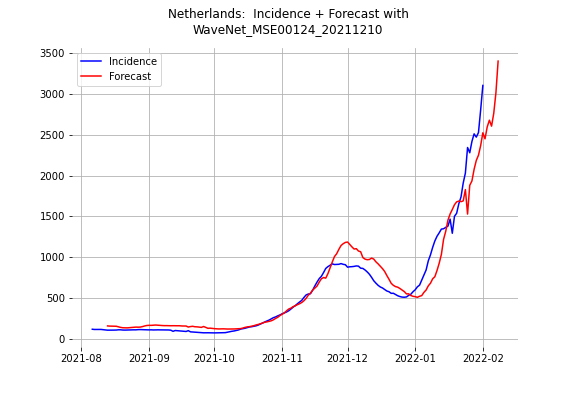 Netherlands:  Incidence + Forecast with
WaveNet_MSE00124_20211210
3500
3000
2500
2000
1500
1000
500
0
Incidence
Forecast
2021-08 2021-09 2021-10 2021-11 2021-12 2022-01 2022-02